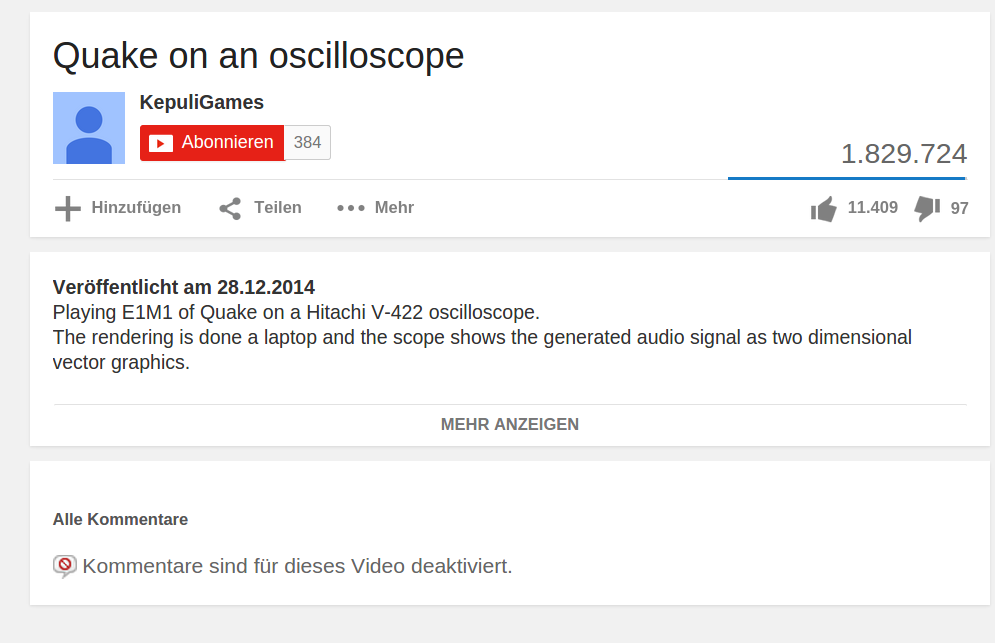 Quake on an oscilloscope
KepuliGames
Abonnieren 384
1.829.724
Hinzufügen Teilen Mehr 11.409 97
Veröffentlicht am 28.12.2014
Playing E1M1 of Quake on a Hitachi V-422 oscilloscope.
The rendering is done a laptop and the scope shows the generated audio signal as two dimensional
vector graphics.
MEHR ANZEIGEN
Alle Kommentare
Kommentare sind für dieses Video deaktiviert.